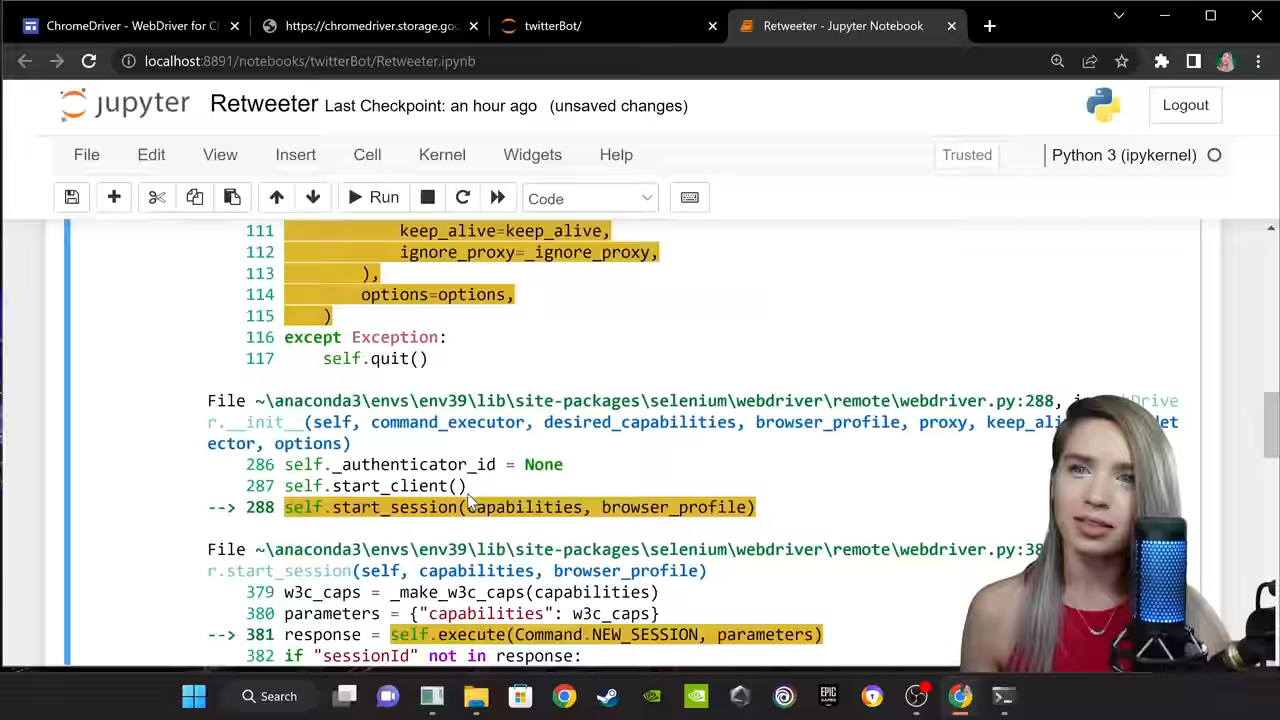 ChromeDriver - WebDriver for Cl
https://chromedriver.storage.goo
twitterBot/
Retweeter - Jupyter Notebook
localhost:8891/notebooks/twitterBot/Retweeter.ipynb
jupyter Retweeter Last Checkpoint: an hour ago (unsaved changes)
Logout
File Edit View Insert Cell Kernel Widgets Help Trusted Python 3 (ipykernel)
Run Code
111 keep_alive=keep_alive,
112 ignore_proxy=_ignore_proxy,
113 ),
114 options=options,
115 )
116 except Exception:
117 self.quit()
File ~\anaconda3\envs\env39\lib\site-packages\selenium\webdriver\remote\webdriver.py:288,
r.__init__(self, command_executor, desired_capabilities, browser_profile, proxy,
ector, options)
286 self._authenticator_id = None
287 self.start_client()
--> 288 self.start_session(capabilities, browser_profile)
File ~\anaconda3\envs\env39\lib\site-packages\selenium\webdriver\remote\webdriver.py:38
r.start_session(self, capabilities, browser_profile)
379 w3c_caps = _make_w3c_caps(capabilities)
380 parameters = {"capabilities": w3c_caps}
--> 381 response = self.execute(Command.NEW_SESSION, parameters)
382 if "sessionId" not in response:
Search
EPIC
GAMES